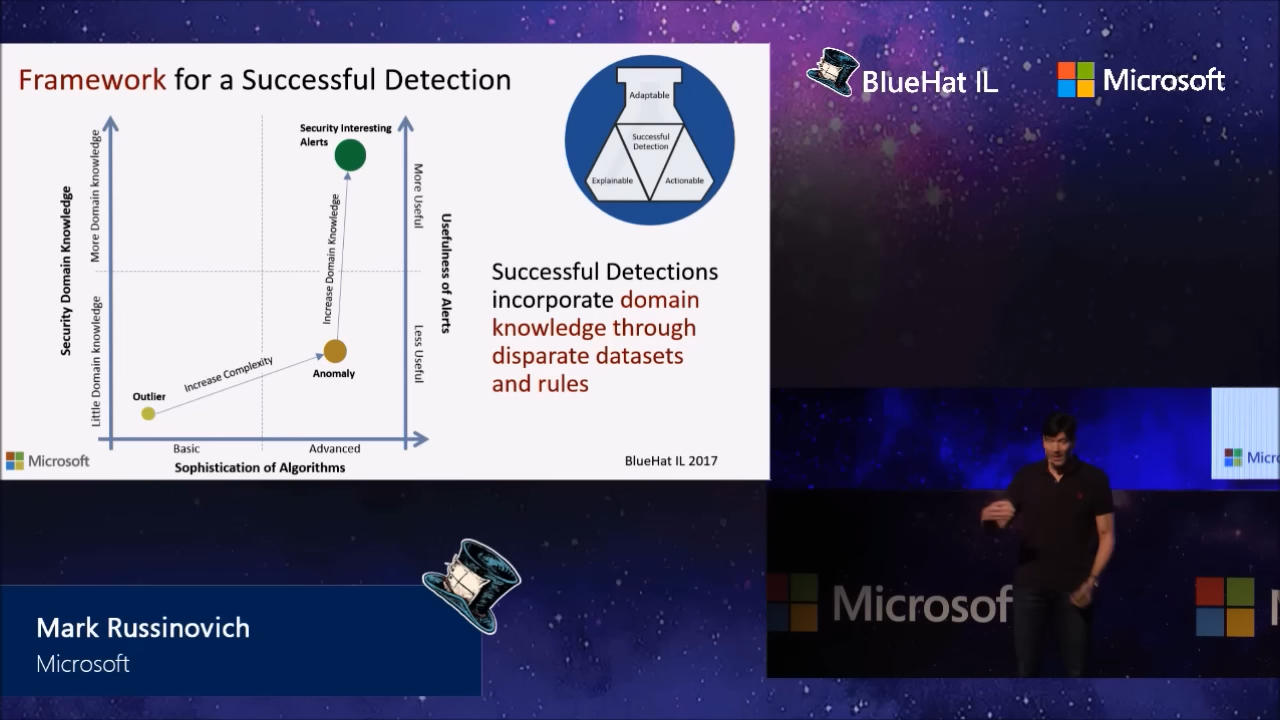 Framework for a Successful Detection
Security Domain Knowledge
More Domain knowledge
Little Domain knowledge
Security Interesting
Alerts
Increase Domain Knowledge
More Useful
Less Useful
Usefulness of Alerts
Increase Complexity
Outlier
Anomaly
Basic
Advanced
Sophistication of Algorithms
Adaptable
Successful
Detection
Explainable
Actionable
Successful Detections
incorporate domain
knowledge through
disparate datasets
and rules
Microsoft
BlueHat IL 2017
BlueHat IL
Microsoft
Mark Russinovich
Microsoft
Micro
Microsof
M